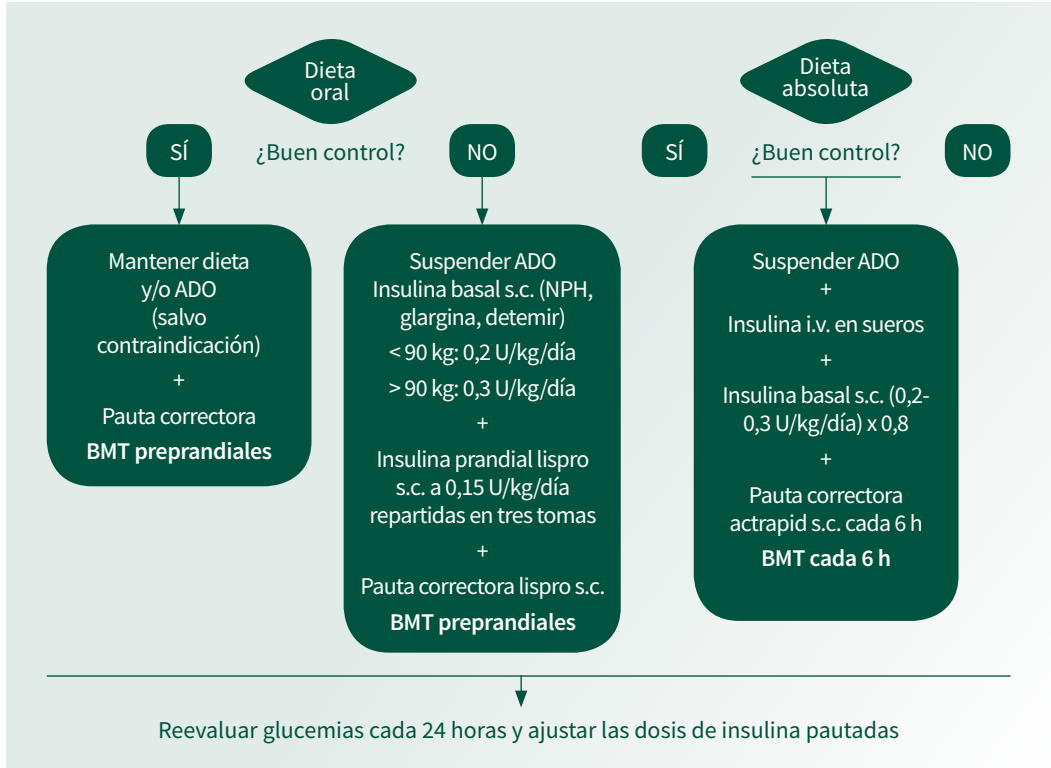 Dieta
oral
SÍ
¿Buen control?
NO
Mantener dieta
y/o ADO
(salvo
contraindicación)
+
Pauta correctora
BMT preprandiales
Suspender ADO
Insulina basal s.c. (NPH,
glargina, detemir)
< 90 kg: 0,2 U/kg/día
> 90 kg: 0,3 U/kg/día
+
Insulina prandial lispro
s.c. a 0,15 U/kg/día
repartidas en tres tomas
+
Pauta correctora lispro s.c.
BMT preprandiales
Dieta
absoluta
SÍ
¿Buen control?
NO
Suspender ADO
+
Insulina i.v. en sueros
+
Insulina basal s.c. (0,2-
0,3 U/kg/día) x 0,8
+
Pauta correctora
actrapid s.c. cada 6 h
BMT cada 6 h
Reevaluar glucemias cada 24 horas y ajustar las dosis de insulina pautadas